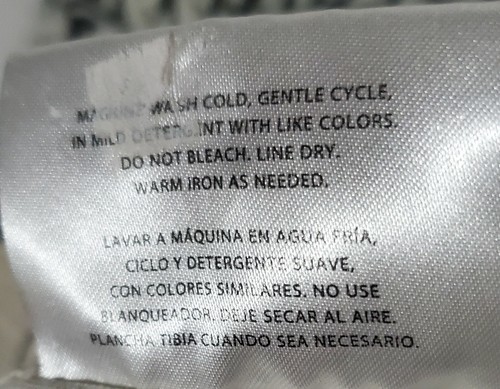 MACHINE WASH COLD, GENTLE CYCLE,
IN MILD DETERGENT WITH LIKE COLORS.
DO NOT BLEACH. LINE DRY.
WARM IRON AS NEEDED.
LAVAR A MÁQUINA EN AGUA FRÍA,
CICLO Y DETERGENTE SUAVE,
CON COLORES SIMILARES. NO USE
BLANQUEADOR. DEJE SECAR AL AIRE.
PLANCHA TIBIA CUANDO SEA NECESARIO.